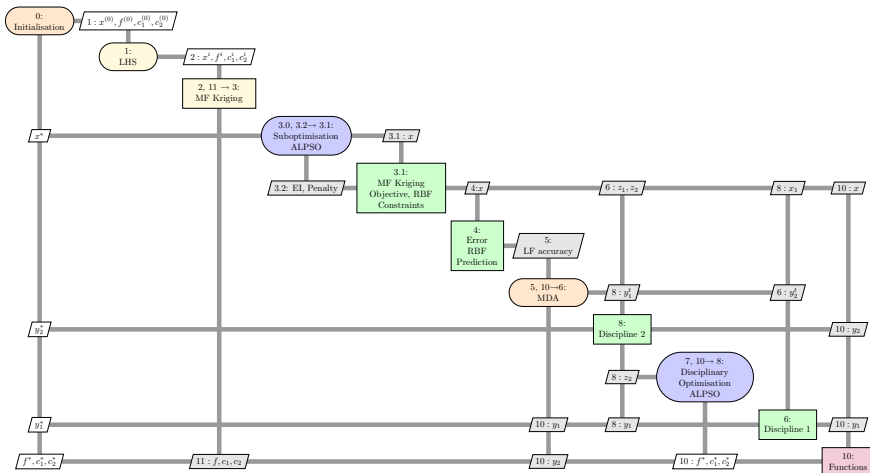 0:
Initialisation
1 : x^{(0)}, f^{(0)}, c_1^{(0)}, c_2^{(0)}
1:
LHS
2 : x^i, f^i, c_1^i, c_2^i
2, 11 → 3:
MF Kriging
x*
3.0, 3.2→ 3.1:
Suboptimisation
ALPSO
3.1 : x
3.2: EI, Penalty
3.1:
MF Kriging
Objective, RBF
Constraints
4:x
6 : z_1, z_2
8 : x_1
10 : x
4:
Error
RBF
Prediction
5:
LF accuracy
5, 10→6:
MDA
8 : y_1^t
6 : y_2^t
y_2^*
8:
Discipline 2
10 : y_2
8 : z_2
7, 10→ 8:
Disciplinary
Optimisation
ALPSO
y_1^*
10 : y_1
8 : y_1
6:
Discipline 1
10 : y_1
f*, c_1^*, c_2^*
11 : f, c_1, c_2
10 : y_2
10 : f*, c_1^*, c_2^*
10:
Functions